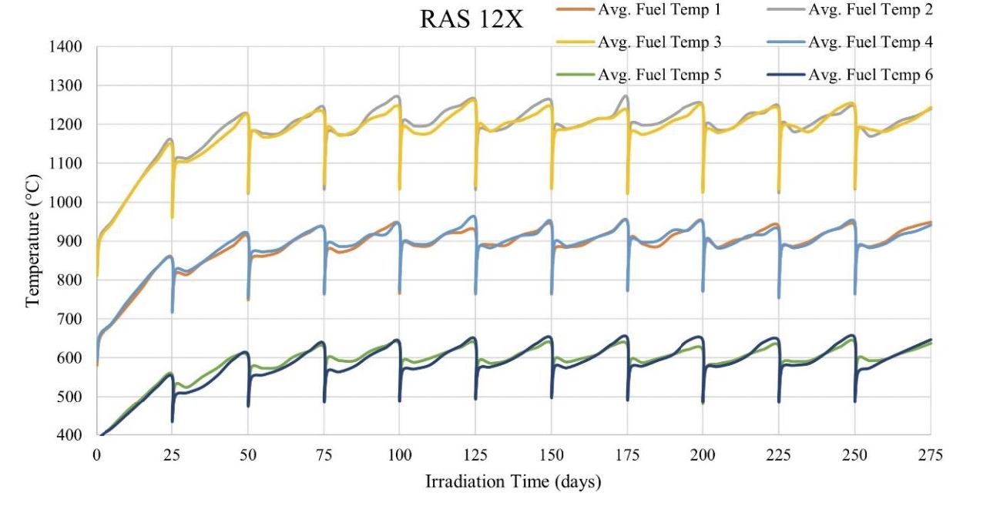 RAS 12X
Avg. Fuel Temp 1
Avg. Fuel Temp 2
Avg. Fuel Temp 3
Avg. Fuel Temp 4
Avg. Fuel Temp 5
Avg. Fuel Temp 6
1400
1300
1200
1100
1000
900
800
700
600
500
400
Temperature (°C)
0 25 50 75 100 125 150 175 200 225 250 275
Irradiation Time (days)